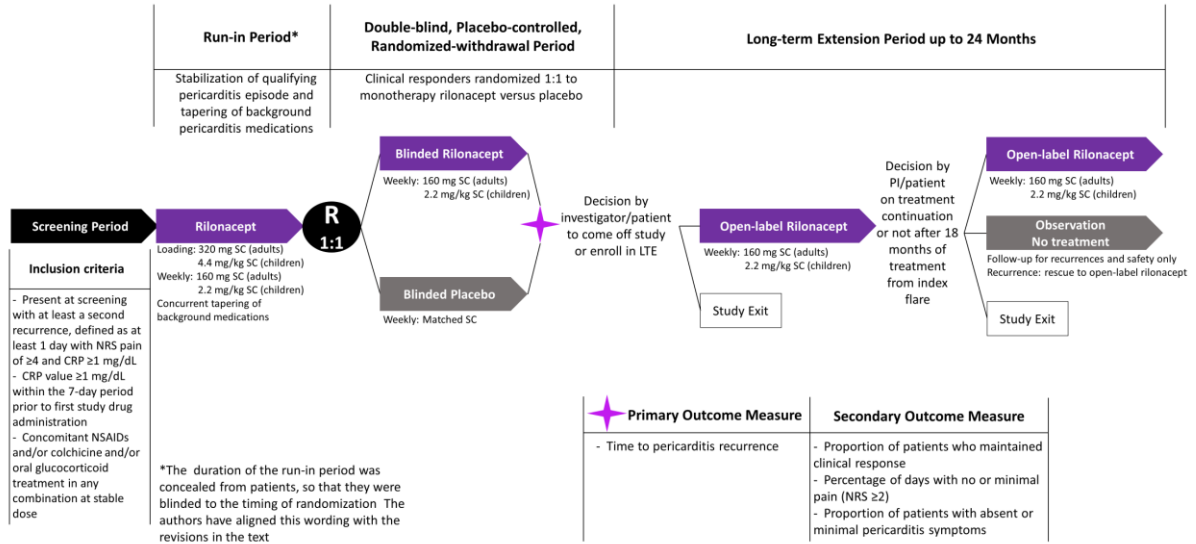 Run-in Period*
Double-blind, Placebo-controlled,
Randomized-withdrawal Period
Long-term Extension Period up to 24 Months
Stabilization of qualifying
pericarditis episode and
tapering of background
pericarditis medications
Clinical responders randomized 1:1 to
monotherapy rilonacept versus placebo
Screening Period
Inclusion criteria
- Present at screening
with at least a second
recurrence, defined as at
least 1 day with NRS pain
of ≥4 and CRP ≥1 mg/dL
- CRP value ≥1 mg/dL
within the 7-day period
prior to first study drug
administration
- Concomitant NSAIDs
and/or colchicine and/or
oral glucocorticoid
treatment in any
combination at stable
dose
Rilonacept
Loading: 320 mg SC (adults)
4.4 mg/kg SC (children)
Weekly: 160 mg SC (adults)
2.2 mg/kg SC (children)
Concurrent tapering of
background medications
R
1:1
Blinded Rilonacept
Weekly: 160 mg SC (adults)
2.2 mg/kg SC (children)
Blinded Placebo
Weekly: Matched SC
Decision by
investigator/patient
to come off study
or enroll in LTE
Open-label Rilonacept
Weekly: 160 mg SC (adults)
2.2 mg/kg SC (children)
Study Exit
Decision by
PI/patient
on treatment
continuation
or not after 18
months of
treatment
from index
flare
Open-label Rilonacept
Weekly: 160 mg SC (adults)
2.2 mg/kg SC (children)
Observation
No treatment
Follow-up for recurrences and safety only
Recurrence: rescue to open-label rilonacept
Study Exit
*The duration of the run-in period was
concealed from patients, so that they were
blinded to the timing of randomization The
authors have aligned this wording with the
revisions in the text
Primary Outcome Measure
- Time to pericarditis recurrence
Secondary Outcome Measure
- Proportion of patients who maintained
clinical response
- Percentage of days with no or minimal
pain (NRS ≥2)
- Proportion of patients with absent or
minimal pericarditis symptoms